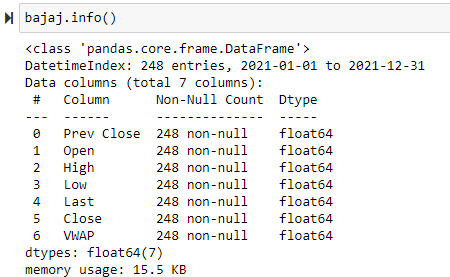 bajaj.info()
<class 'pandas.core.frame.DataFrame'>
DatetimeIndex: 248 entries, 2021-01-01 to 2021-12-31
Data columns (total 7 columns):
 #   Column      Non-Null Count  Dtype
---  ------      --------------  -----
 0   Prev Close  248 non-null    float64
 1   Open        248 non-null    float64
 2   High        248 non-null    float64
 3   Low         248 non-null    float64
 4   Last        248 non-null    float64
 5   Close       248 non-null    float64
 6   VWAP        248 non-null    float64
dtypes: float64(7)
memory usage: 15.5 KB